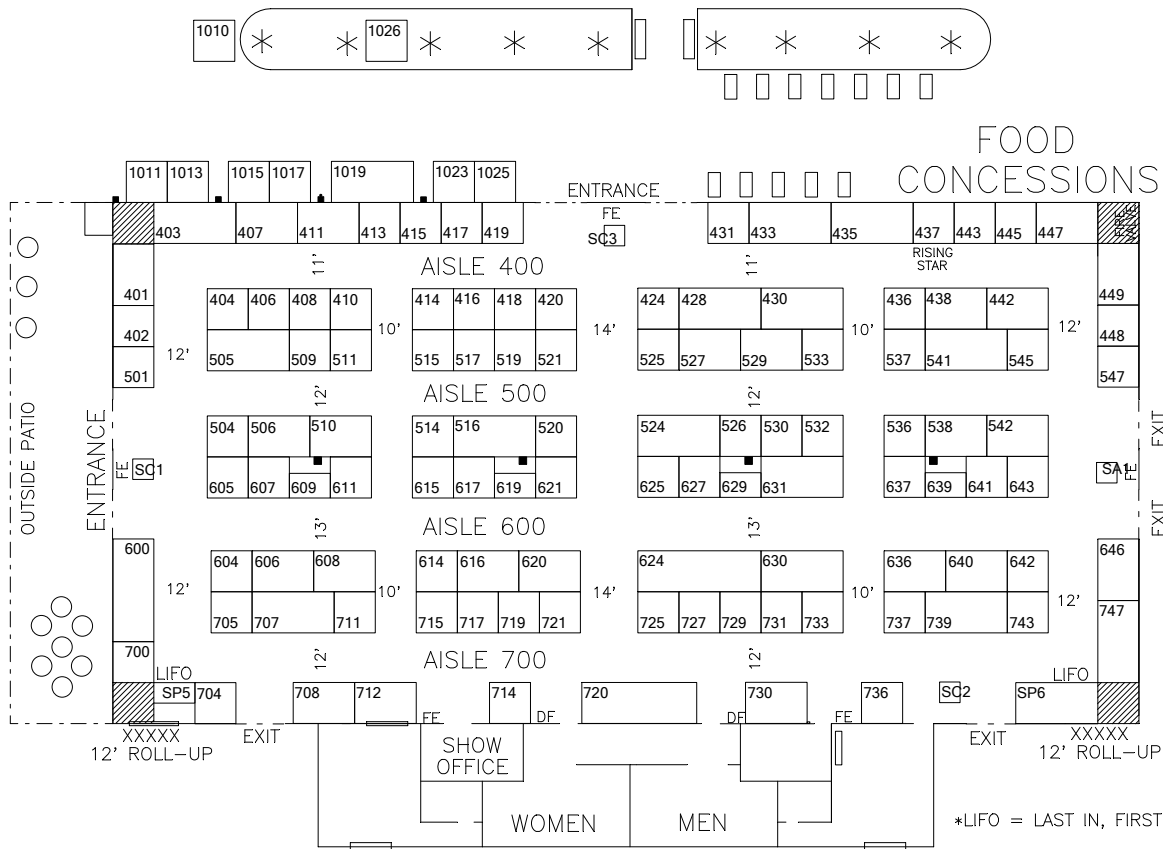 1010 1026
FOOD
CONCESSIONS
1011 1013 1015 1017 1019 1023 1025
ENTRANCE
FE
SC3
FIRE
VALVE
403 407 411 413 415 417 419 431 433 435 437 443 445 447
RISING
STAR
11' AISLE 400 11'
401 404 406 408 410 414 416 418 420 424 428 430 436 438 442 449
402 10' 14' 10' 12' 448
12'
501 505 509 511 515 517 519 521 525 527 529 533 537 541 545 547
12' AISLE 500 12'
OUTSIDE PATIO
ENTRANCE
EXIT
504 506 510 514 516 520 524 526 530 532 536 538 542
FE SC1 SA1 FE
605 607 609 611 615 617 619 621 625 627 629 631 637 639 641 643
EXIT
13' AISLE 600 13'
600 604 606 608 614 616 620 624 630 636 640 642 646
12' 10' 14' 10' 12'
705 707 711 715 717 719 721 725 727 729 731 733 737 739 743 747
700 12' AISLE 700 12'
LIFO LIFO
SP5 704 708 712 714 720 730 736 SC2 SP6
FE DF DF FE
XXXXX EXIT EXIT XXXXX
12' ROLL-UP 12' ROLL-UP
SHOW
OFFICE
WOMEN MEN
*LIFO = LAST IN, FIRST